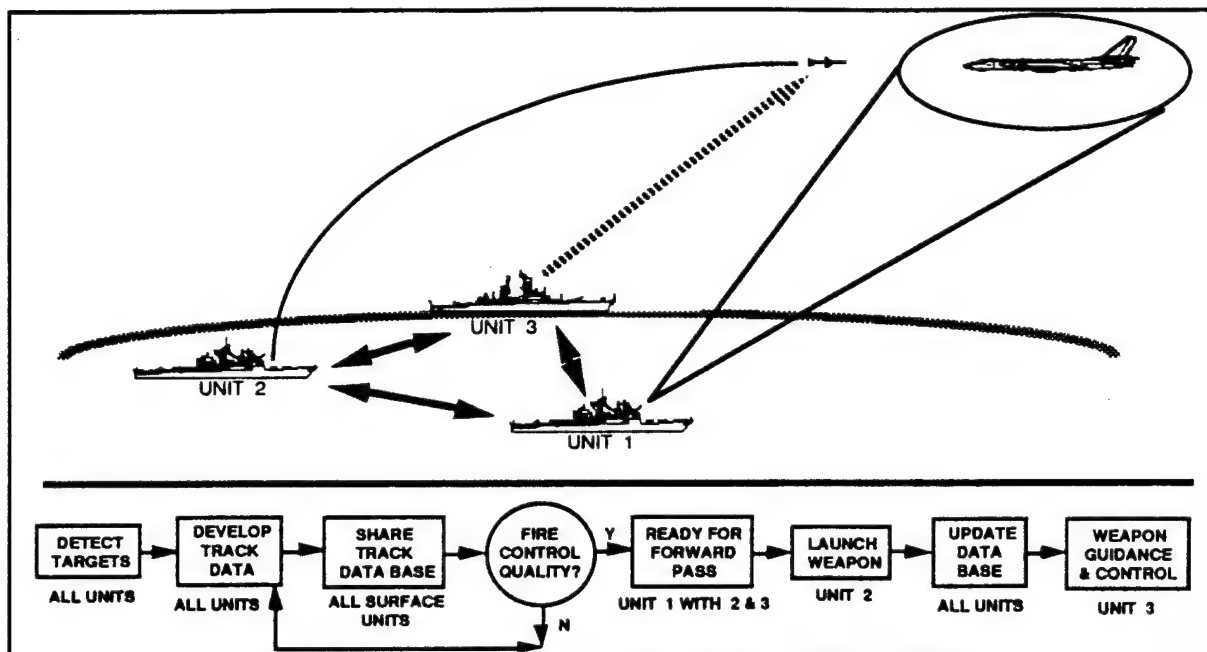 UNIT 3
UNIT 2
UNIT 1
DETECT
TARGETS
ALL UNITS
DEVELOP
TRACK
DATA
ALL UNITS
SHARE
TRACK
DATA BASE
ALL SURFACE
UNITS
FIRE
CONTROL
QUALITY?
Y
N
READY FOR
FORWARD
PASS
UNIT 1 WITH 2 & 3
LAUNCH
WEAPON
UNIT 2
UPDATE
DATA
BASE
ALL UNITS
WEAPON
GUIDANCE
& CONTROL
UNIT 3